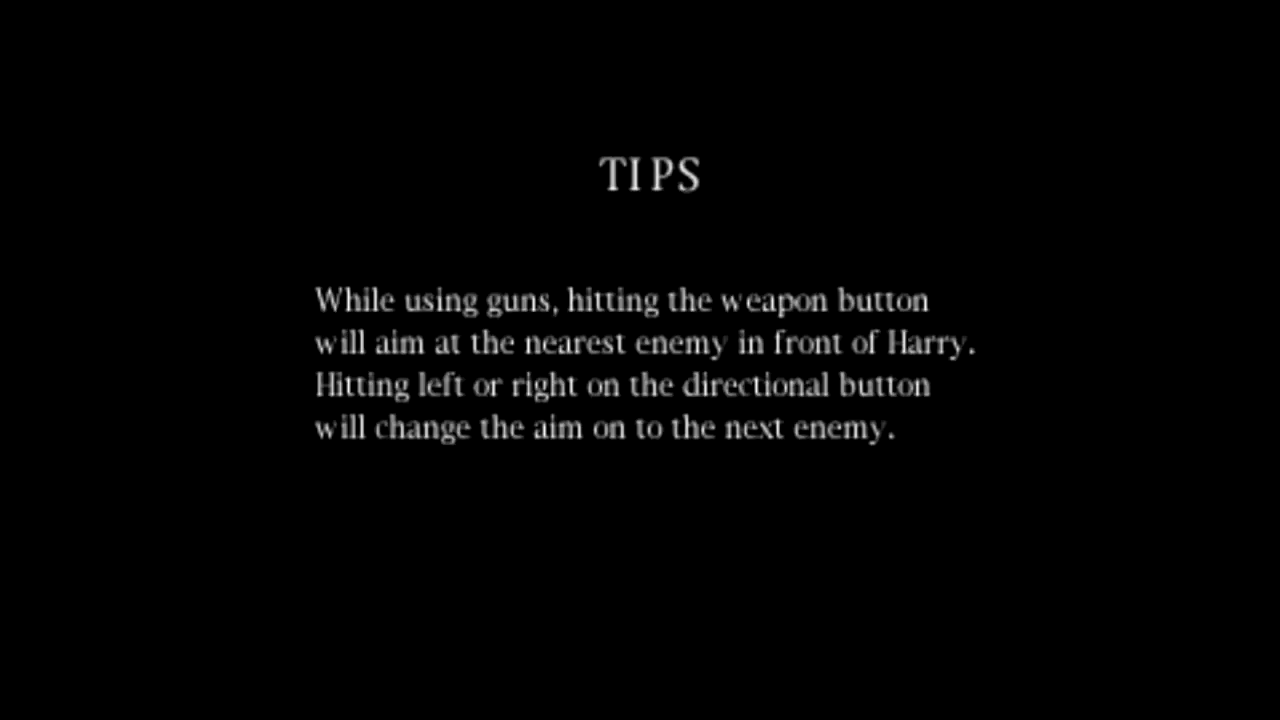 TIPS
While using guns, hitting the weapon button
will aim at the nearest enemy in front of Harry.
Hitting left or right on the directional button
will change the aim on to the next enemy.